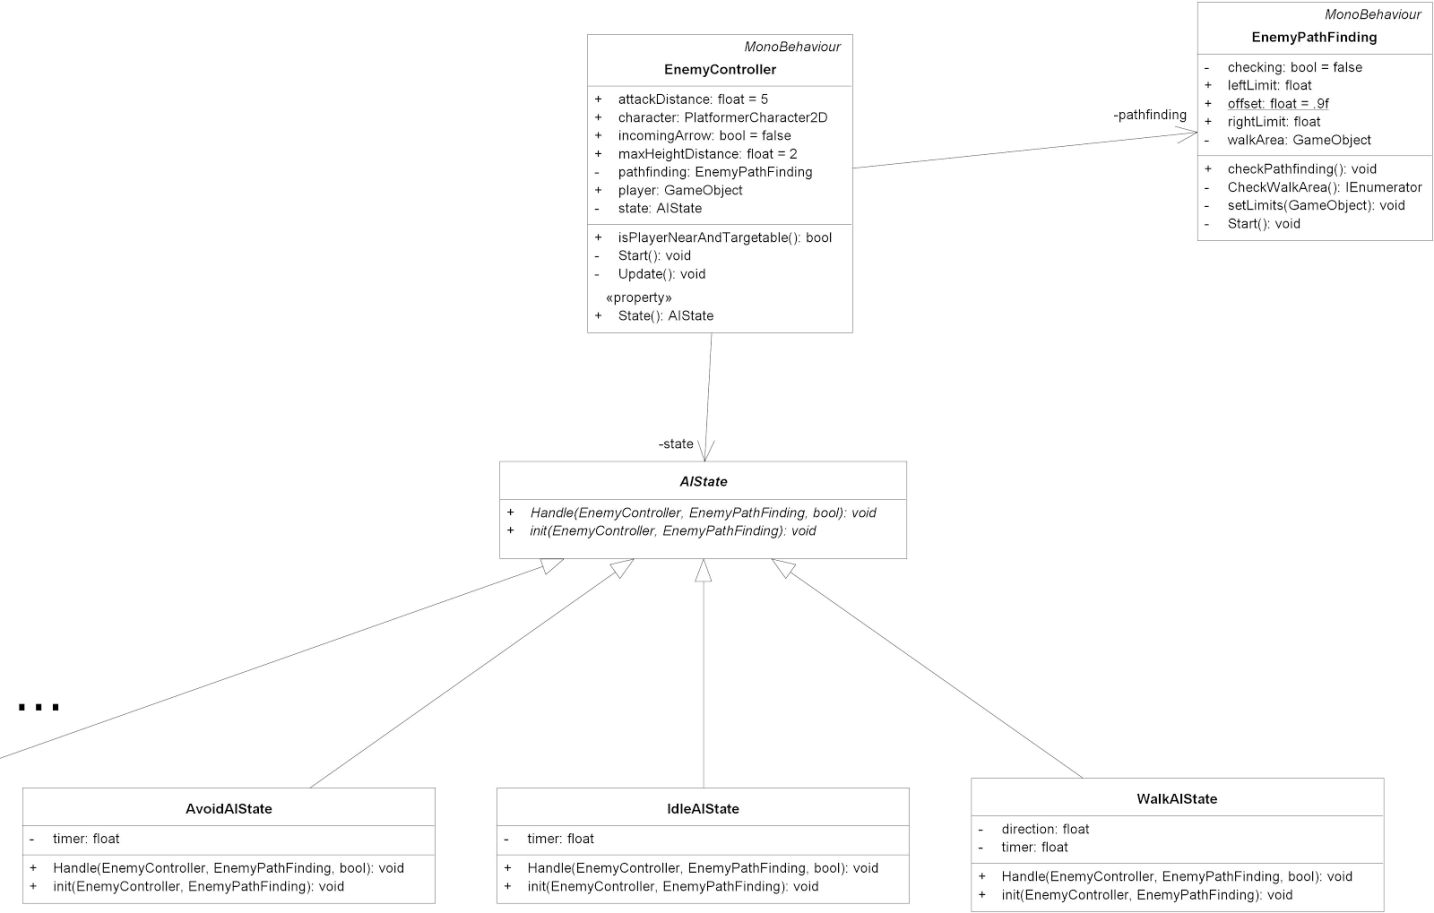 MonoBehaviour
EnemyController
+ attackDistance: float = 5
+ character: PlatformerCharacter2D
+ incomingArrow: bool = false
+ maxHeightDistance: float = 2
- pathfinding: EnemyPathFinding
+ player: GameObject
- state: AIState
+ isPlayerNearAndTargetable(): bool
- Start(): void
- Update(): void
«property»
+ State(): AIState
-pathfinding
MonoBehaviour
EnemyPathFinding
- checking: bool = false
+ leftLimit: float
+ offset: float = .9f
+ rightLimit: float
- walkArea: GameObject
+ checkPathfinding(): void
- CheckWalkArea(): IEnumerator
- setLimits(GameObject): void
- Start(): void
-state
AIState
+ Handle(EnemyController, EnemyPathFinding, bool): void
+ init(EnemyController, EnemyPathFinding): void
...
AvoidAIState
- timer: float
+ Handle(EnemyController, EnemyPathFinding, bool): void
+ init(EnemyController, EnemyPathFinding): void
IdleAIState
- timer: float
+ Handle(EnemyController, EnemyPathFinding, bool): void
+ init(EnemyController, EnemyPathFinding): void
WalkAIState
- direction: float
- timer: float
+ Handle(EnemyController, EnemyPathFinding, bool): void
+ init(EnemyController, EnemyPathFinding): void